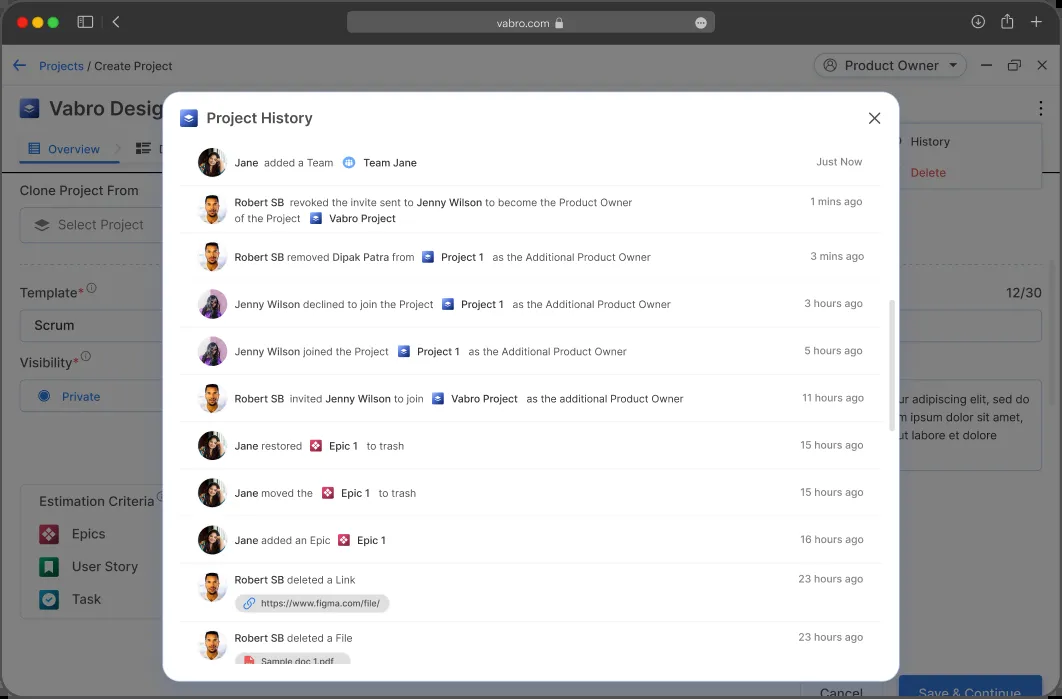 vabro.com
Projects / Create Project
Product Owner
Vabro Desig
Overview
History
Delete
Clone Project From
Select Project
Template*
12/30
Scrum
Visibility*
Private
ur adipiscing elit, sed do
m ipsum dolor sit amet,
ut labore et dolore
Estimation Criteria
Epics
User Story
Task
Project History
Jane added a Team Team Jane
Just Now
Robert SB revoked the invite sent to Jenny Wilson to become the Product Owner
of the Project Vabro Project
1 mins ago
Robert SB removed Dipak Patra from Project 1 as the Additional Product Owner
3 mins ago
Jenny Wilson declined to join the Project Project 1 as the Additional Product Owner
3 hours ago
Jenny Wilson joined the Project Project 1 as the Additional Product Owner
5 hours ago
Robert SB invited Jenny Wilson to join Vabro Project as the additional Product Owner
11 hours ago
Jane restored Epic 1 to trash
15 hours ago
Jane moved the Epic 1 to trash
15 hours ago
Jane added an Epic Epic 1
16 hours ago
Robert SB deleted a Link
https://www.figma.com/file/
23 hours ago
Robert SB deleted a File
Sample doc 1.pdf
23 hours ago
Cancel
Save & Continue